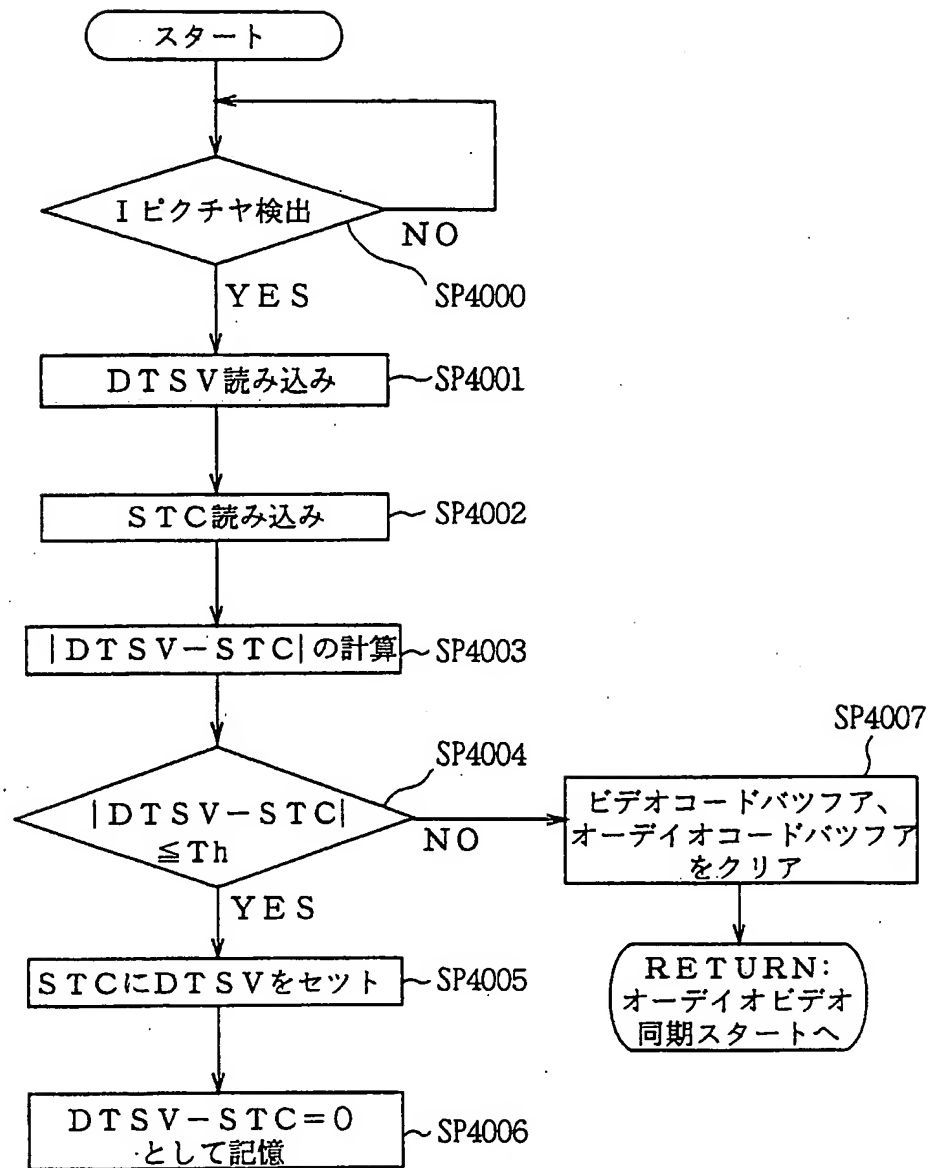 スタート
Iピクチヤ検出
NO
SP4000
YES
DTSV読み込み
SP4001
STC読み込み
SP4002
|DTSV-STC|の計算
SP4003
SP4004
|DTSV-STC|
≦Th
NO
YES
SP4007
ビデオコードバツフア、
オーデイオコードバツフア
をクリア
RETURN:
オーデイオビデオ
同期スタートへ
STCにDTSVをセット
SP4005
DTSV-STC=0
として記憶
SP4006